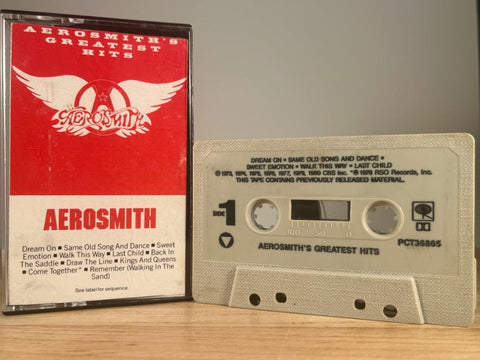 AEROSMITH'S
GREATEST
HITS
AEROSMITH
AEROSMITH
Dream On ■ Same Old Song And Dance ■ Sweet
Emotion ■ Walk This Way ■ Last Child ■ Back In
The Saddle ■ Draw The Line ■ Kings And Queens
■ Come Together* ■ Remember (Walking In The
Sand)
See label for sequence.
DREAM ON • SAME OLD SONG AND DANCE •
SWEET EMOTION • WALK THIS WAY • LAST CHILD
© 1973, 1974, 1975, 1976, 1977, 1979, 1980 CBS Inc. *℗ 1978 RSO Records, Inc.
THIS TAPE CONTAINS PREVIOUSLY RELEASED MATERIAL.
SIDE 1
100 50 0
AEROSMITH'S GREATEST HITS
PCT36865